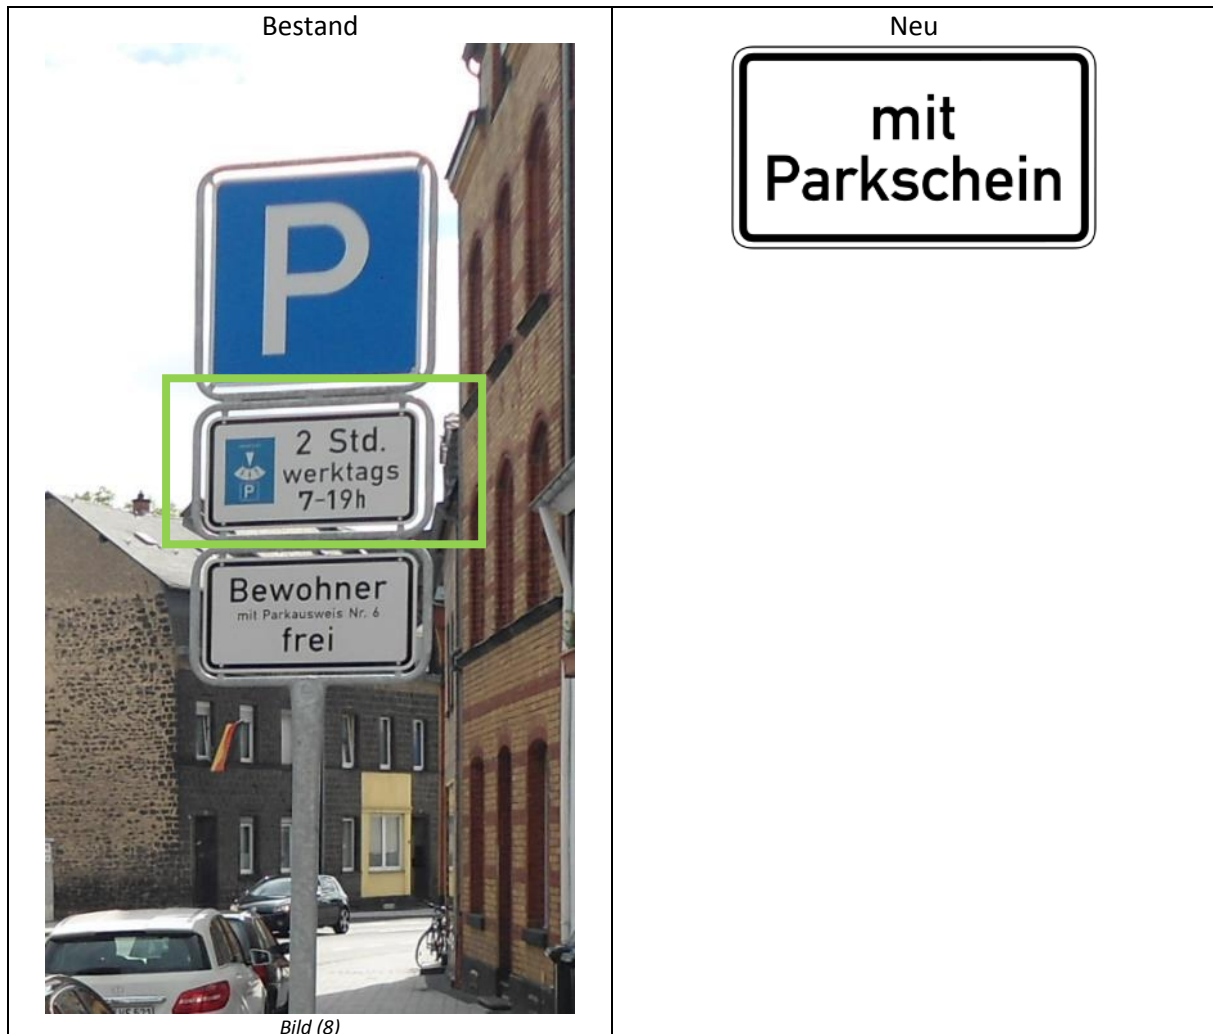 Bestand
Neu
P
2 Std.
werktags
7-19h
P
Bewohner
mit Parkausweis Nr. 6
frei
mit
Parkschein
Bild (8)